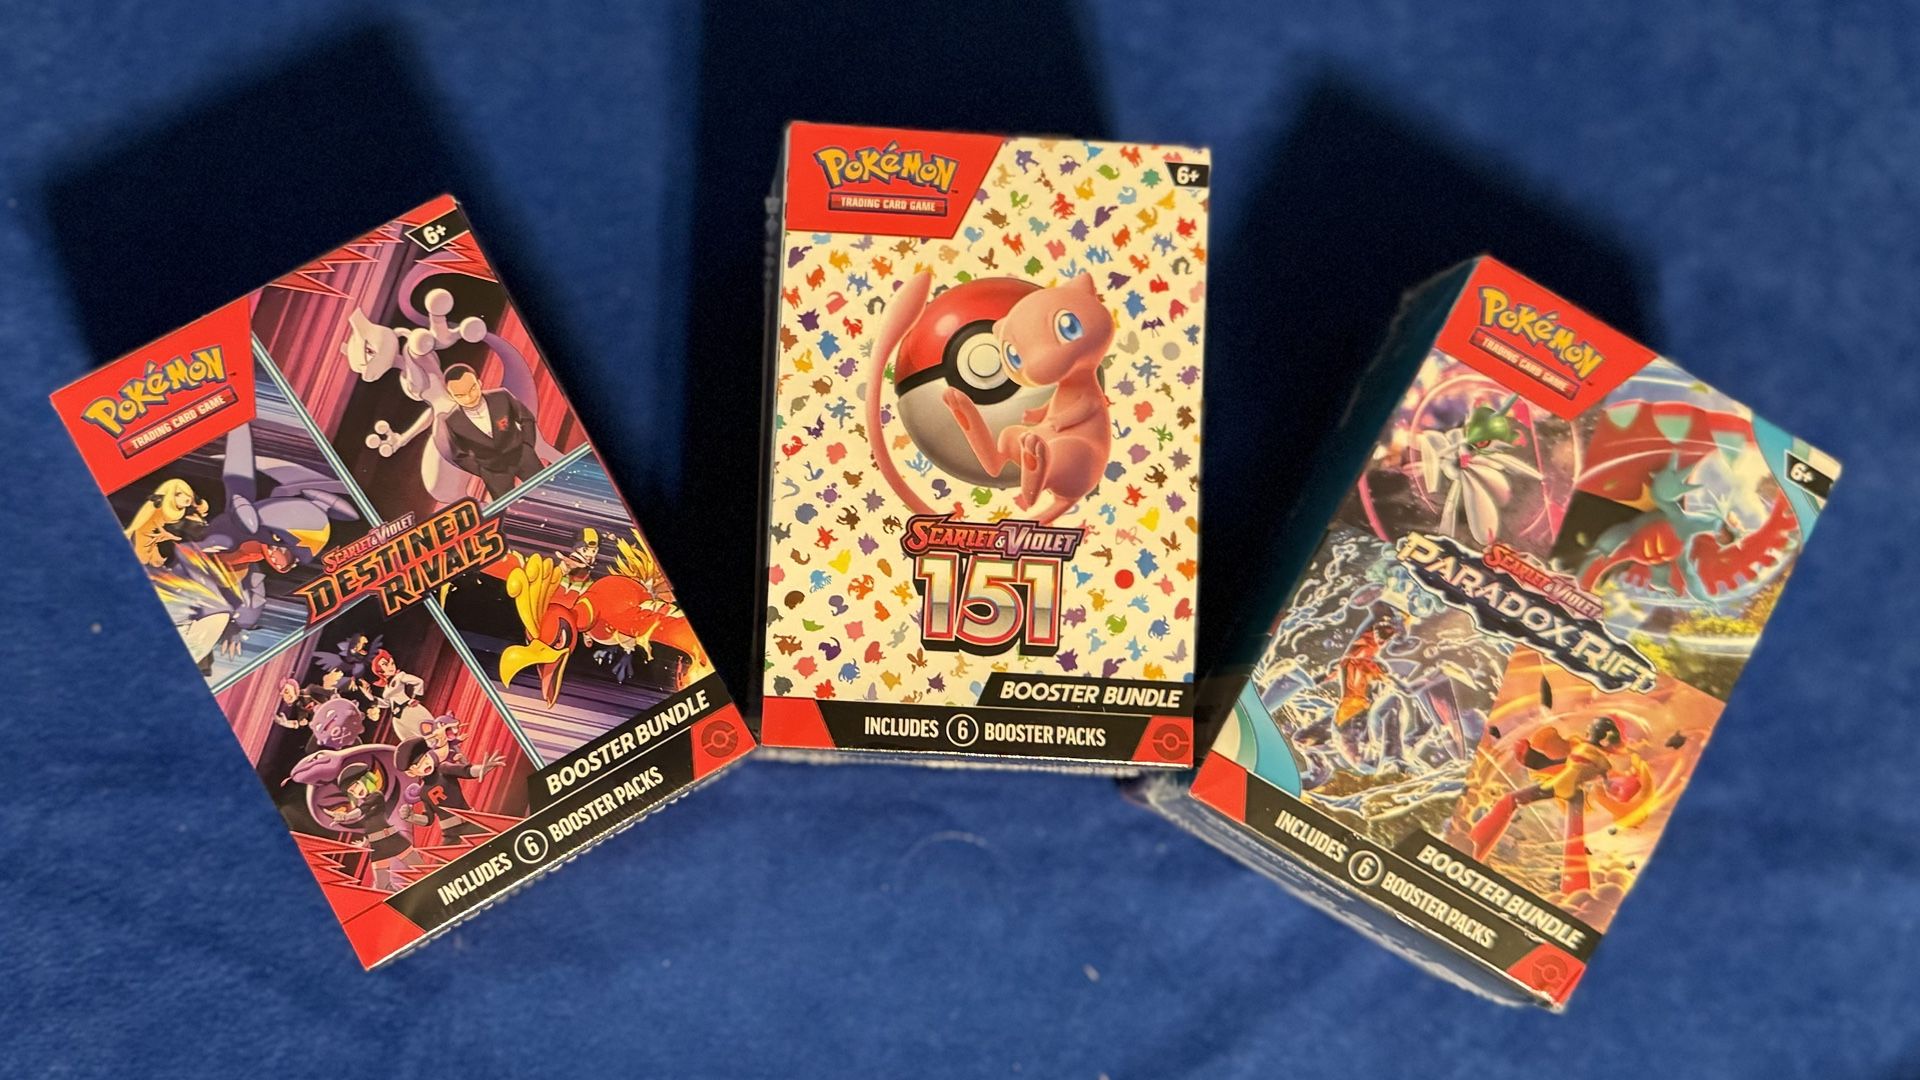 POKéMON
TRADING CARD GAME
6+
SCARLET & VIOLET
DESTINED
RIVALS
R
R
BOOSTER BUNDLE
INCLUDES 6 BOOSTER PACKS
POKéMON
TRADING CARD GAME
6+
SCARLET & VIOLET
151
BOOSTER BUNDLE
INCLUDES 6 BOOSTER PACKS
POKéMON
TRADING CARD GAME
6+
SCARLET & VIOLET
PARADOX RIFT
BOOSTER BUNDLE
INCLUDES 6 BOOSTER PACKS